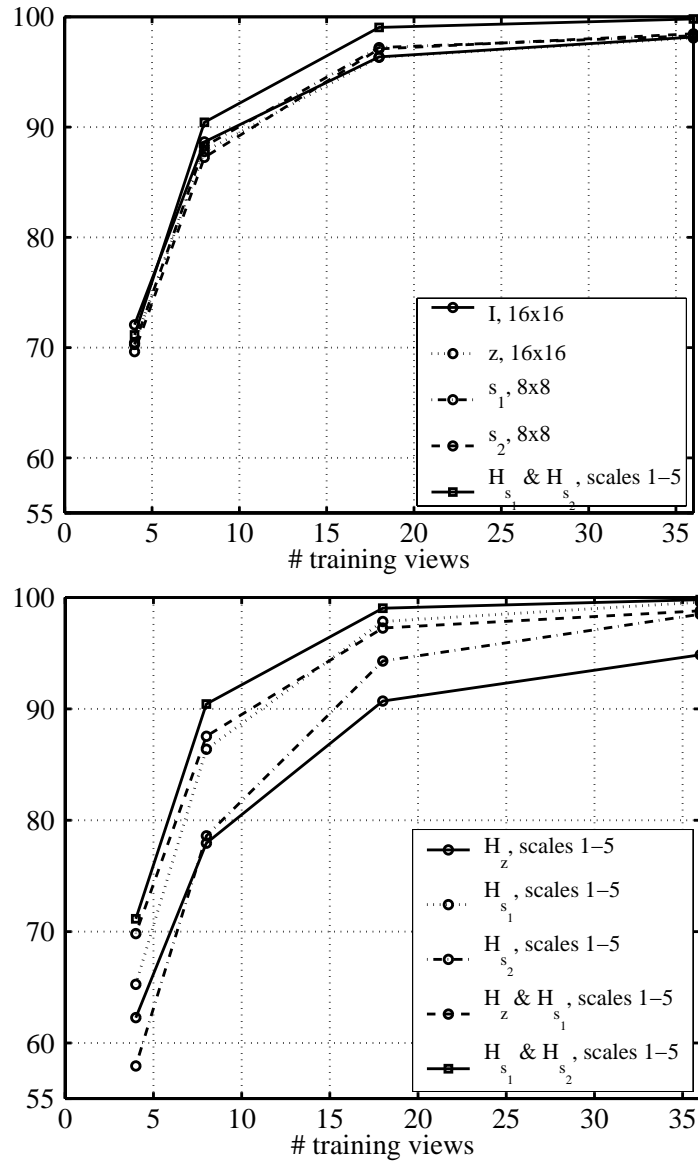 100
90
80
70
60
55
0 5 10 15 20 25 30 35
# training views
I, 16x16
z, 16x16
s1, 8x8
s2, 8x8
Hs1 & Hs2, scales 1–5
100
90
80
70
60
55
0 5 10 15 20 25 30 35
# training views
Hz, scales 1–5
Hs1, scales 1–5
Hs2, scales 1–5
Hz & Hs1, scales 1–5
Hs1 & Hs2, scales 1–5